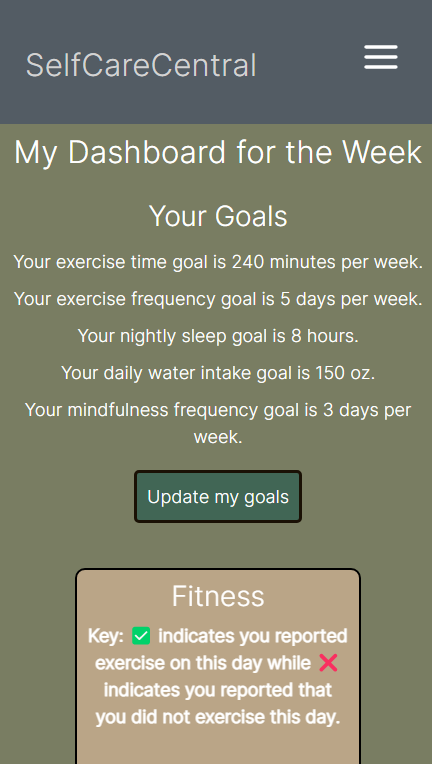 SelfCareCentral
My Dashboard for the Week
Your Goals
Your exercise time goal is 240 minutes per week.
Your exercise frequency goal is 5 days per week.
Your nightly sleep goal is 8 hours.
Your daily water intake goal is 150 oz.
Your mindfulness frequency goal is 3 days per
week.
Update my goals
Fitness
Key: ✅ indicates you reported
exercise on this day while ❌
indicates you reported that
you did not exercise this day.